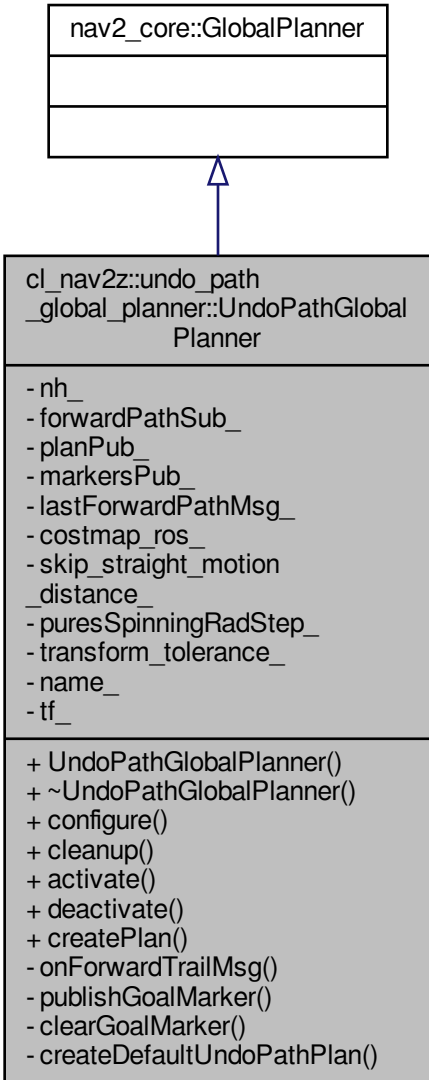 nav2_core::GlobalPlanner
cl_nav2z::undo_path
_global_planner::UndoPathGlobal
Planner
- nh_
- forwardPathSub_
- planPub_
- markersPub_
- lastForwardPathMsg_
- costmap_ros_
- skip_straight_motion
_distance_
- puresSpinningRadStep_
- transform_tolerance_
- name_
- tf_
+ UndoPathGlobalPlanner()
+ ~UndoPathGlobalPlanner()
+ configure()
+ cleanup()
+ activate()
+ deactivate()
+ createPlan()
- onForwardTrailMsg()
- publishGoalMarker()
- clearGoalMarker()
- createDefaultUndoPathPlan()